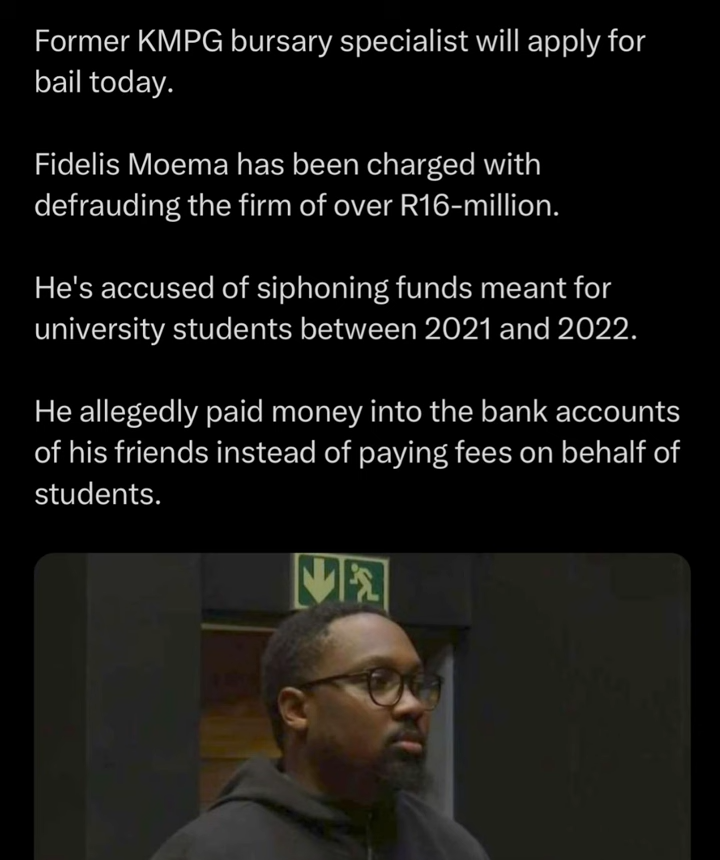 Former KMPG bursary specialist will apply for
bail today.
Fidelis Moema has been charged with
defrauding the firm of over R16-million.
He's accused of siphoning funds meant for
university students between 2021 and 2022.
He allegedly paid money into the bank accounts
of his friends instead of paying fees on behalf of
students.